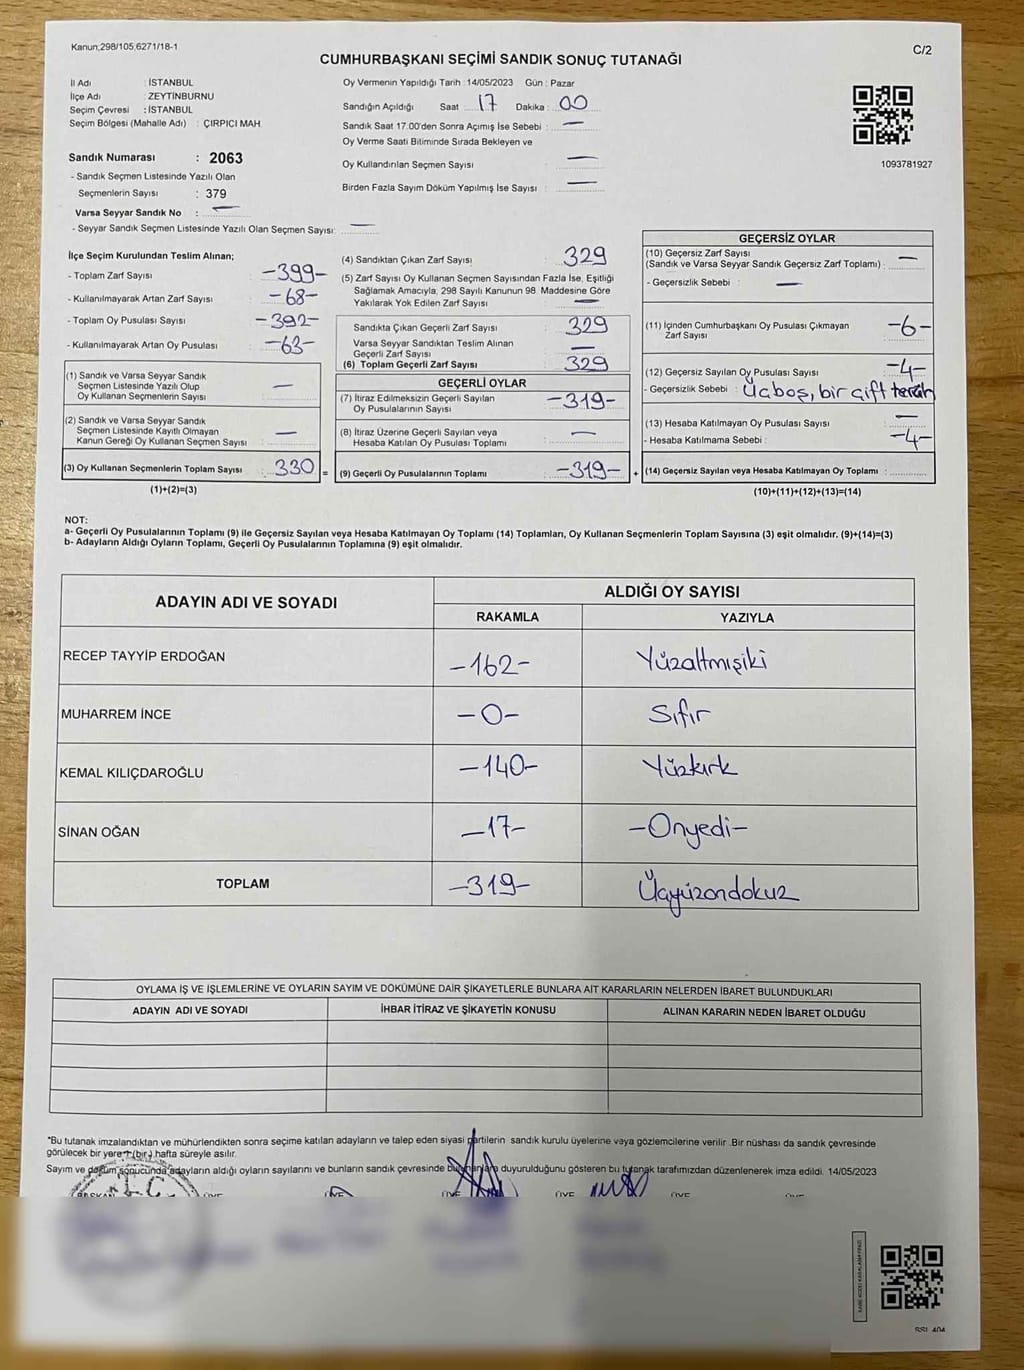 Kanun;298/105;6271/18-1
C/2
CUMHURBAŞKANI SEÇİMİ SANDIK SONUÇ TUTANAĞI
İl Adı : İSTANBUL
İlçe Adı : ZEYTİNBURNU
Seçim Çevresi : İSTANBUL
Seçim Bölgesi (Mahalle Adı) : ÇIRPICI MAH.
Sandık Numarası : 2063
- Sandık Seçmen Listesinde Yazılı Olan
Seçmenlerin Sayısı : 379
Varsa Seyyar Sandık No : —
- Seyyar Sandık Seçmen Listesinde Yazılı Olan Seçmen Sayısı: —
Oy Vermenin Yapıldığı Tarih : 14/05/2023 Gün : Pazar
Sandığın Açıldığı Saat : 17 Dakika : 00
Sandık Saat 17.00'den Sonra Açımış İse Sebebi : —
Oy Verme Saati Bitiminde Sırada Bekleyen ve
Oy Kullandırılan Seçmen Sayısı —
Birden Fazla Sayım Döküm Yapılmış İse Sayısı : —
1093781927
İlçe Seçim Kurulundan Teslim Alınan;
- Toplam Zarf Sayısı -399-
- Kullanılmayarak Artan Zarf Sayısı -68-
- Toplam Oy Pusulası Sayısı -392-
- Kullanılmayarak Artan Oy Pusulası -63-
(1) Sandık ve Varsa Seyyar Sandık
Seçmen Listesinde Yazılı Olup
Oy Kullanan Seçmenlerin Sayısı —
(2) Sandık ve Varsa Seyyar Sandık
Seçmen Listesinde Kayıtlı Olmayan
Kanun Gereği Oy Kullanan Seçmen Sayısı —
(3) Oy Kullanan Seçmenlerin Toplam Sayısı 330 =
(1)+(2)=(3)
(4) Sandıktan Çıkan Zarf Sayısı 329
(5) Zarf Sayısı Oy Kullanan Seçmen Sayısından Fazla İse, Eşitliği
Sağlamak Amacıyla, 298 Sayılı Kanunun 98. Maddesine Göre
Yakılarak Yok Edilen Zarf Sayısı —
Sandıkta Çıkan Geçerli Zarf Sayısı 329
Varsa Seyyar Sandıktan Teslim Alınan
Geçerli Zarf Sayısı —
(6) Toplam Geçerli Zarf Sayısı 329
GEÇERLİ OYLAR
(7) İtiraz Edilmeksizin Geçerli Sayılan
Oy Pusulalarının Sayısı -319-
(8) İtiraz Üzerine Geçerli Sayılan veya
Hesaba Katılan Oy Pusulası Toplamı —
(9) Geçerli Oy Pusulalarının Toplamı -319- +
GEÇERSİZ OYLAR
(10) Geçersiz Zarf Sayısı
(Sandık ve Varsa Seyyar Sandık Geçersiz Zarf Toplamı) : —
- Geçersizlik Sebebi : —
(11) İçinden Cumhurbaşkanı Oy Pusulası Çıkmayan
Zarf Sayısı -6-
(12) Geçersiz Sayılan Oy Pusulası Sayısı -4-
- Geçersizlik Sebebi : Üçboş, bir çift tercih
(13) Hesaba Katılmayan Oy Pusulası Sayısı —
- Hesaba Katılmama Sebebi : -4-
(14) Geçersiz Sayılan veya Hesaba Katılmayan Oy Toplamı :
(10)+(11)+(12)+(13)=(14)
NOT:
a- Geçerli Oy Pusulalarının Toplamı (9) ile Geçersiz Sayılan veya Hesaba Katılmayan Oy Toplamı (14) Toplamları, Oy Kullanan Seçmenlerin Toplam Sayısına (3) eşit olmalıdır. (9)+(14)=(3)
b- Adayların Aldığı Oyların Toplamı, Geçerli Oy Pusulalarının Toplamına (9) eşit olmalıdır.
ADAYIN ADI VE SOYADI
ALDIĞI OY SAYISI
RAKAMLA YAZIYLA
RECEP TAYYİP ERDOĞAN -162- Yüzaltmışiki
MUHARREM İNCE -0- Sıfır
KEMAL KILIÇDAROĞLU -140- Yüzkırk
SİNAN OĞAN -17- -Onyedi-
TOPLAM -319- Üçyüzondokuz
OYLAMA İŞ VE İŞLEMLERİNE VE OYLARIN SAYIM VE DÖKÜMÜNE DAİR ŞİKAYETLERLE BUNLARA AİT KARARLARIN NELERDEN İBARET BULUNDUKLARI
ADAYIN ADI VE SOYADI İHBAR İTİRAZ VE ŞİKAYETİN KONUSU ALINAN KARARIN NEDEN İBARET OLDUĞU
*Bu tutanak imzalandıktan ve mühürlendikten sonra seçime katılan adayların ve talep eden siyasi partilerin sandık kurulu üyelerine veya gözlemcilerine verilir .Bir nüshası da sandık çevresinde
görülecek bir yere 1 (bir) hafta süreyle asılır.
Sayım ve döküm sonucunda adayların aldığı oyların sayılarını ve bunların sandık çevresinde bulunanlara duyurulduğunu gösteren bu tutanak tarafımızdan düzenlenerek imza edildi. 14/05/2023
BAŞKAN ÜYE ÜYE ÜYE ÜYE ÜYE